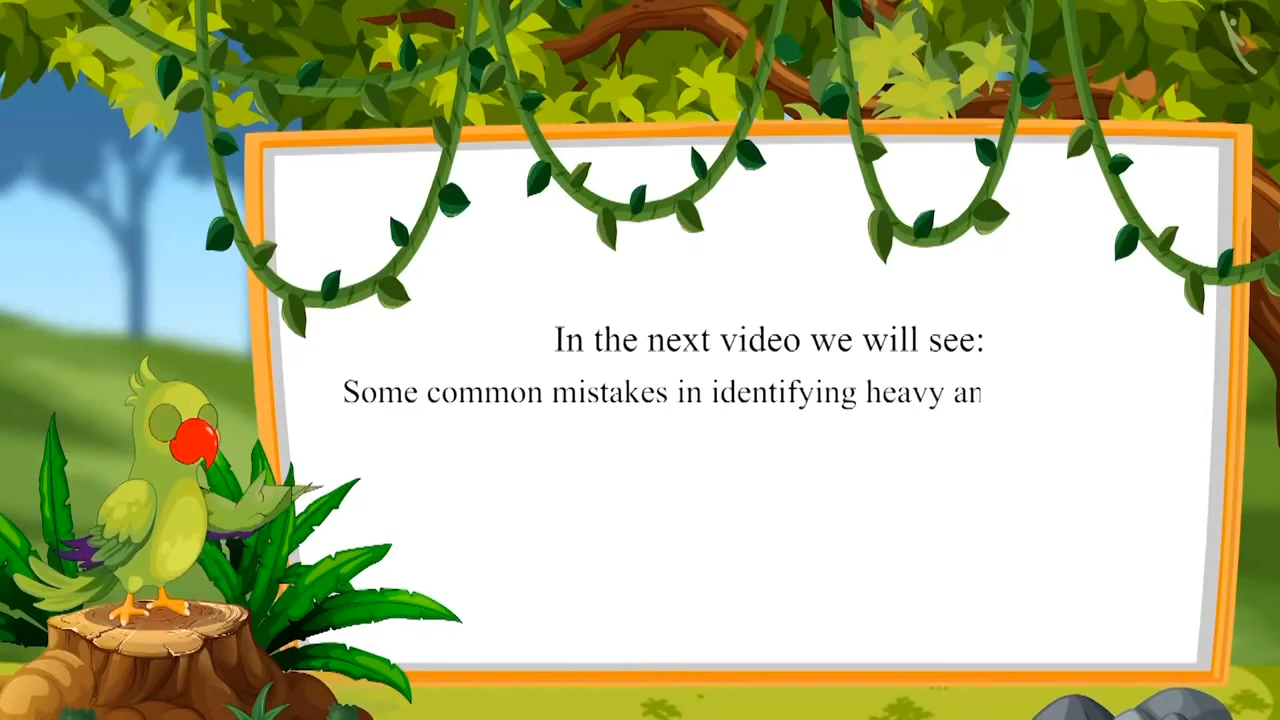 In the next video we will see:
Some common mistakes in identifying heavy an